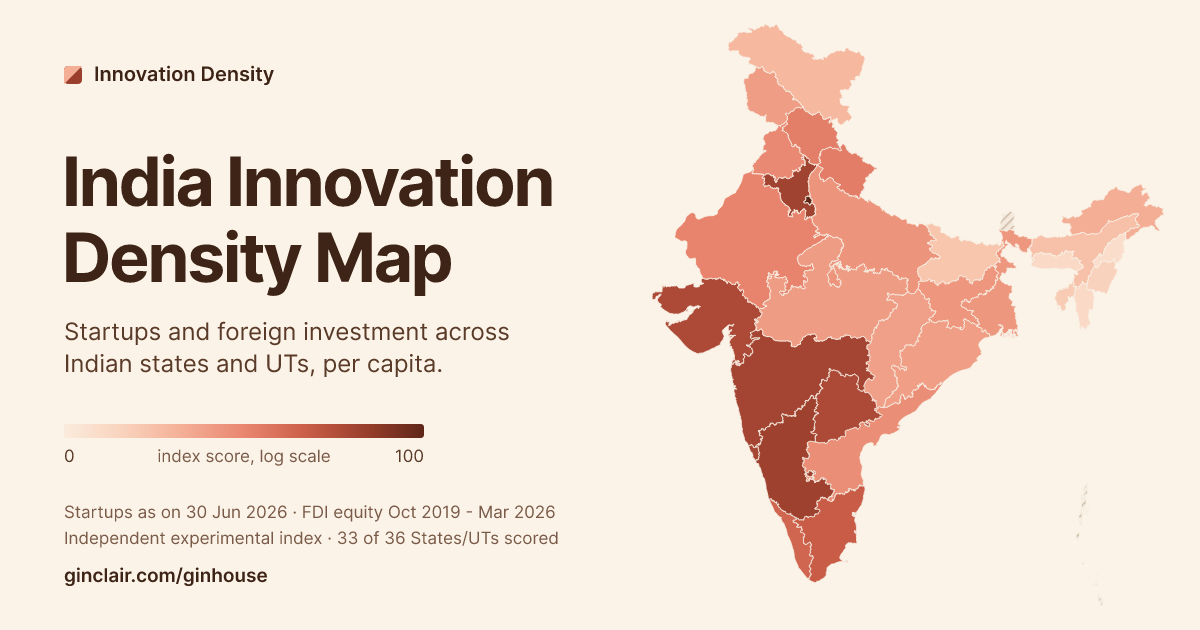 Innovation Density
India Innovation
Density Map
Startups and foreign investment across
Indian states and UTs, per capita.
0 index score, log scale 100
Startups as on 30 Jun 2026 · FDI equity Oct 2019 - Mar 2026
Independent experimental index · 33 of 36 States/UTs scored
ginclair.com/ginhouse